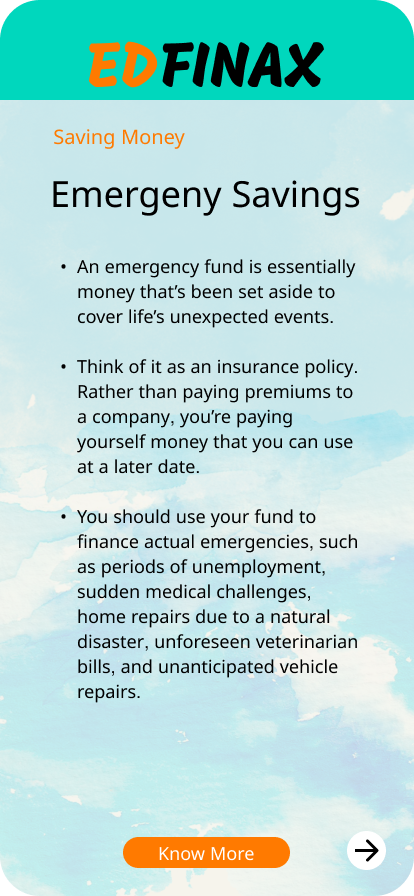 EDFINAX
Saving Money
Emergeny Savings
• An emergency fund is essentially
money that's been set aside to
cover life's unexpected events.
• Think of it as an insurance policy.
Rather than paying premiums to
a company, you're paying
yourself money that you can use
at a later date.
• You should use your fund to
finance actual emergencies, such
as periods of unemployment,
sudden medical challenges,
home repairs due to a natural
disaster, unforeseen veterinarian
bills, and unanticipated vehicle
repairs.
Know More